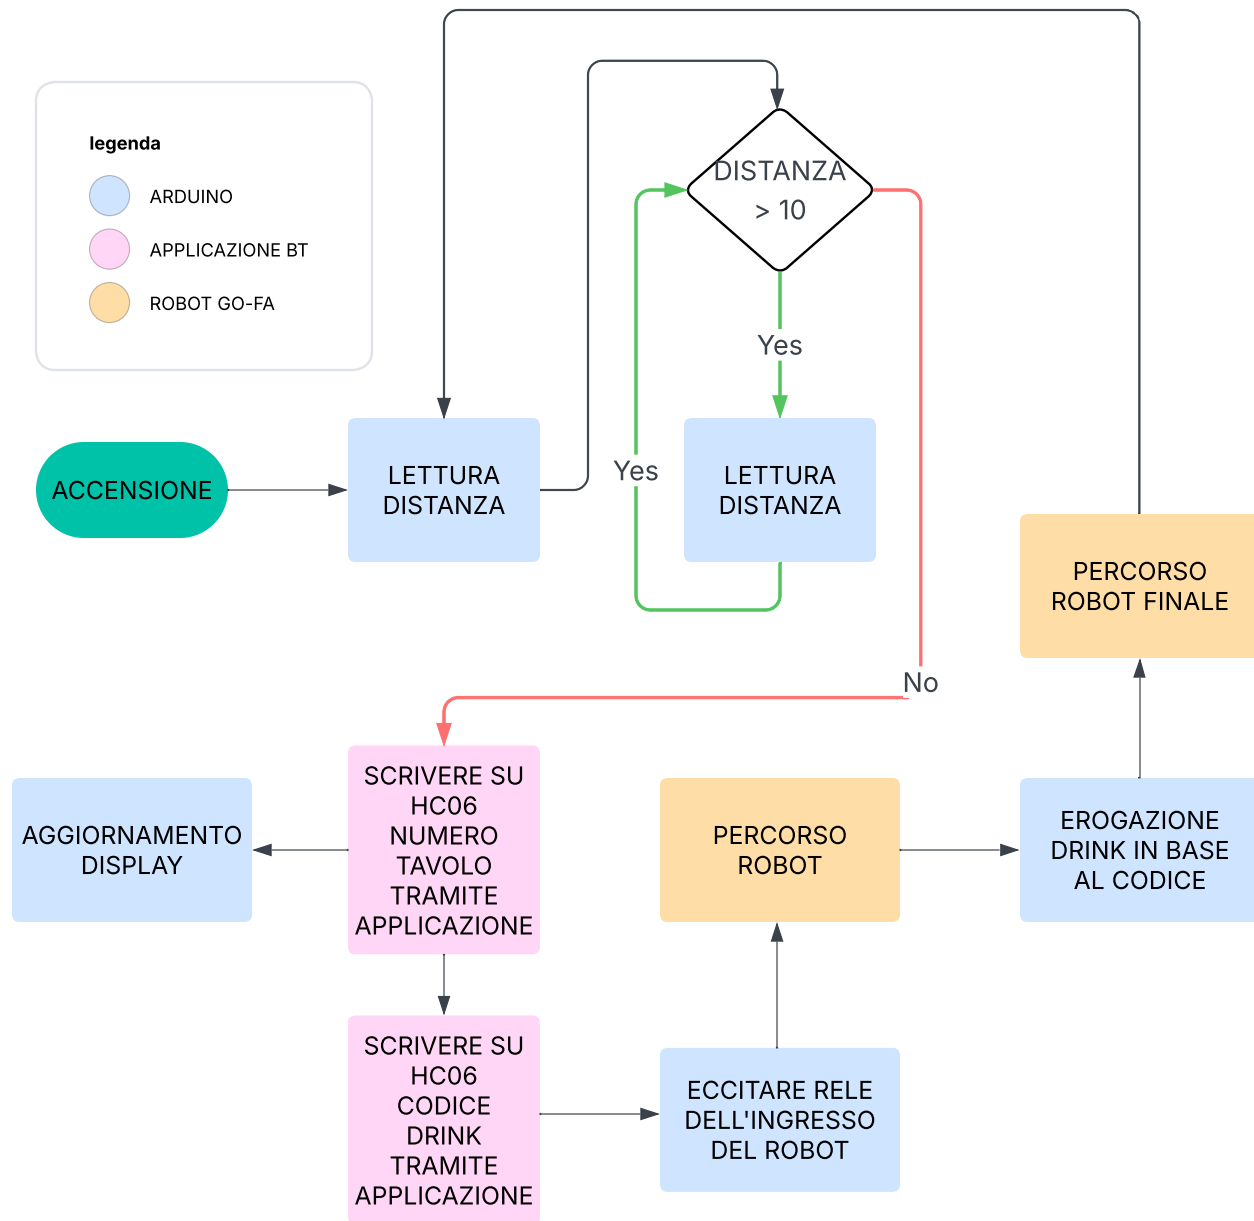 legenda
ARDUINO
APPLICAZIONE BT
ROBOT GO-FA
DISTANZA
> 10
Yes
Yes
No
ACCENSIONE
LETTURA
DISTANZA
LETTURA
DISTANZA
PERCORSO
ROBOT FINALE
AGGIORNAMENTO
DISPLAY
SCRIVERE SU
HC06
NUMERO
TAVOLO
TRAMITE
APPLICAZIONE
PERCORSO
ROBOT
EROGAZIONE
DRINK IN BASE
AL CODICE
SCRIVERE SU
HC06
CODICE
DRINK
TRAMITE
APPLICAZIONE
ECCITARE RELE
DELL'INGRESSO
DEL ROBOT